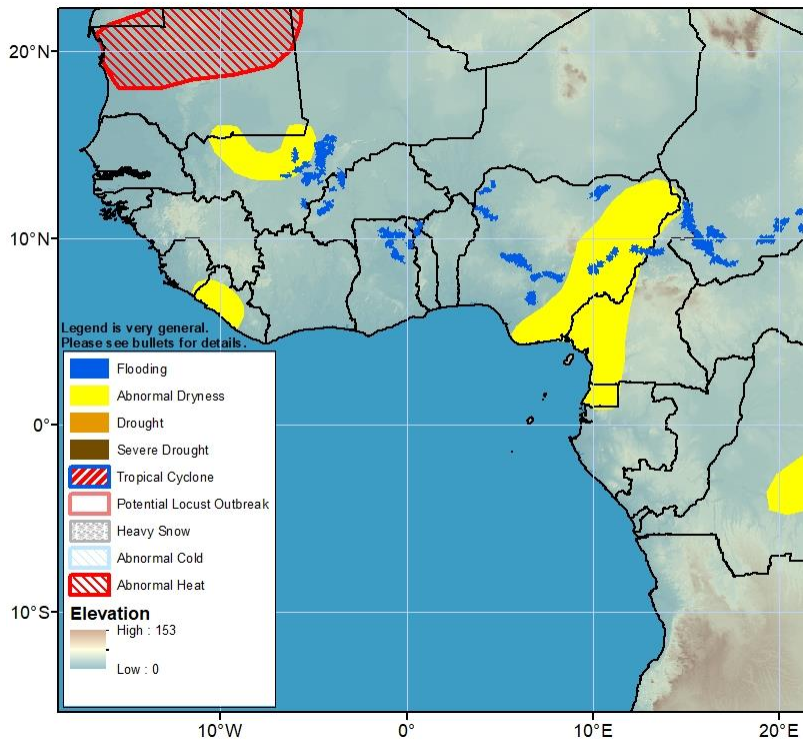 20°N
10°N
Legend is very general.
Please see bullets for details.
Flooding
Abnormal Dryness
0°
Drought
Severe Drought
Tropical Cyclone
Potential Locust Outbreak
Heavy Snow
Abnormal Cold
Abnormal Heat
10°S
Elevation
High : 153
Low : 0
10°W
0°
10°E
20°E